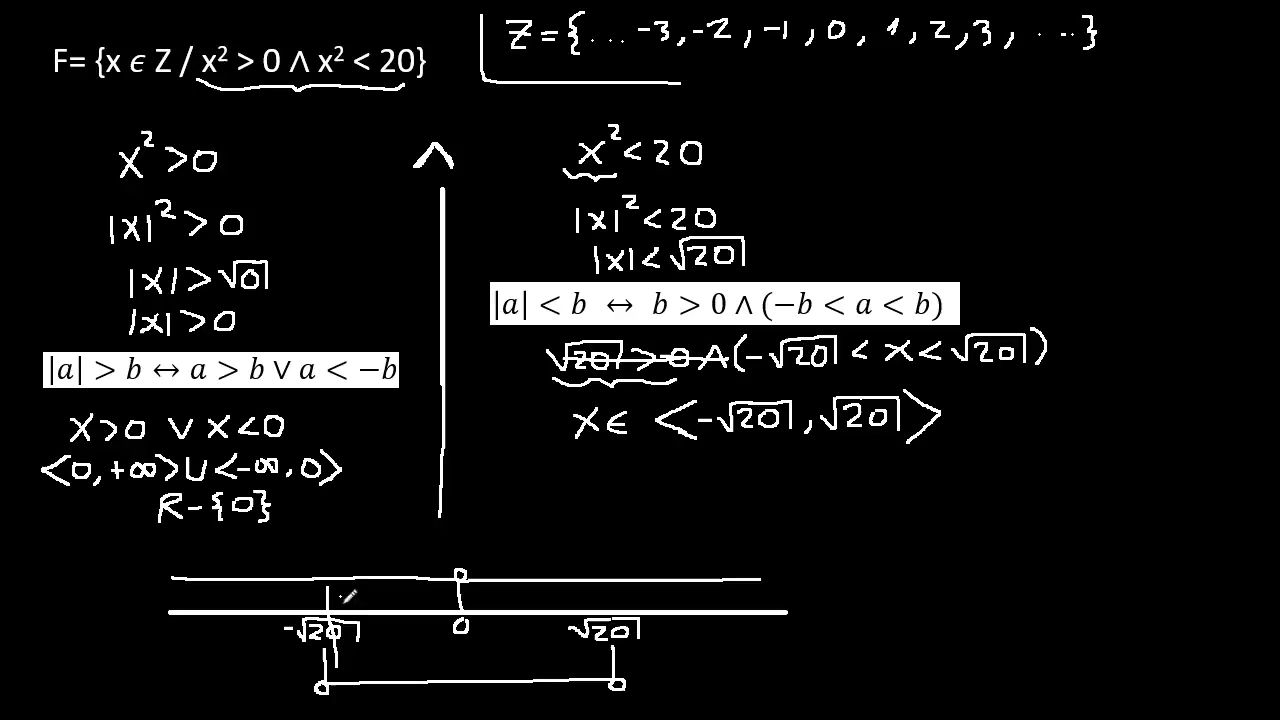 Z = {... -3, -2, -1, 0, 1, 2, 3, ...}
F= {x ϵ Z / x² > 0 ∧ x² < 20}
x² > 0
|x|² > 0
|x| > √0
|x| > 0
|a| > b ↔ a > b ∨ a < −b
x > 0 ∨ x < 0
<0, +∞> ∪ <-∞, 0>
R - {0}
∧
x² < 20
|x|² < 20
|x| < √20
|a| < b ↔ b > 0 ∧ (−b < a < b)
√20 > 0 ∧ (-√20 < x < √20)
x ∈ <-√20, √20>
-√20 0 √20